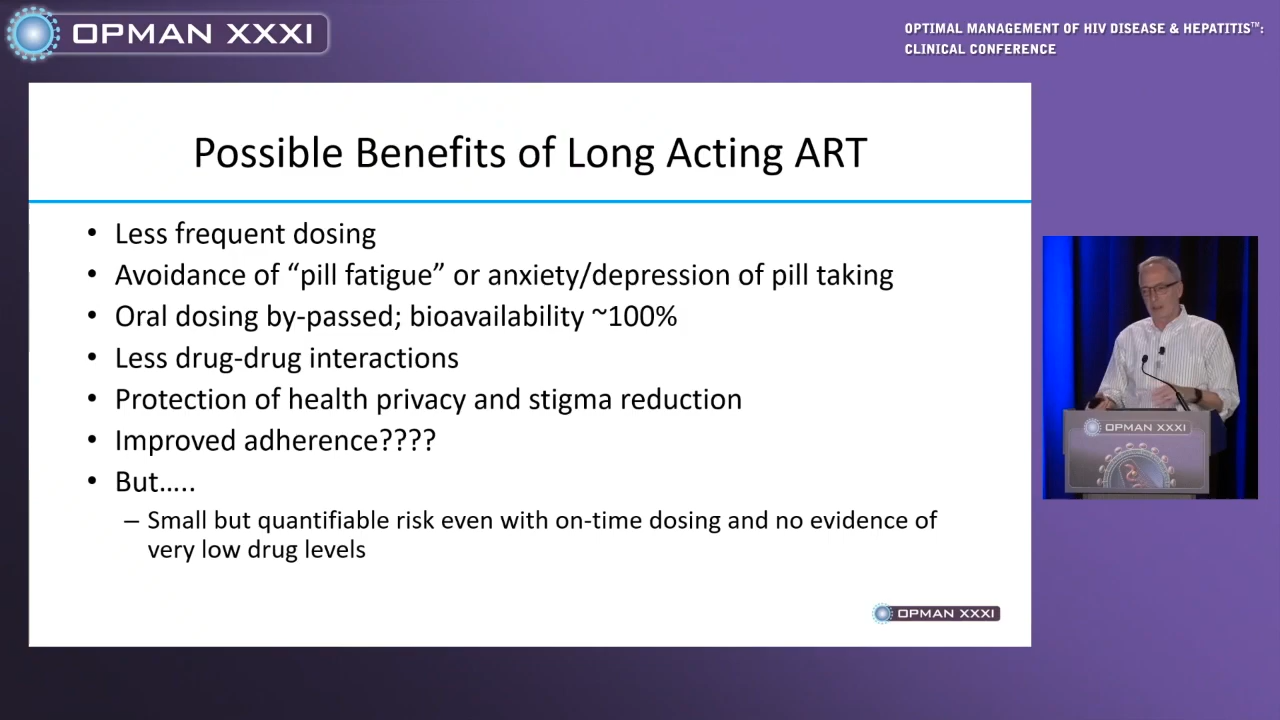 OPMAN XXXI
OPTIMAL MANAGEMENT OF HIV DISEASE & HEPATITIS™:
CLINICAL CONFERENCE
Possible Benefits of Long Acting ART
• Less frequent dosing
• Avoidance of “pill fatigue” or anxiety/depression of pill taking
• Oral dosing by-passed; bioavailability ~100%
• Less drug-drug interactions
• Protection of health privacy and stigma reduction
• Improved adherence????
• But…..
– Small but quantifiable risk even with on-time dosing and no evidence of
very low drug levels
OPMAN XXXI
OPMAN XXXI